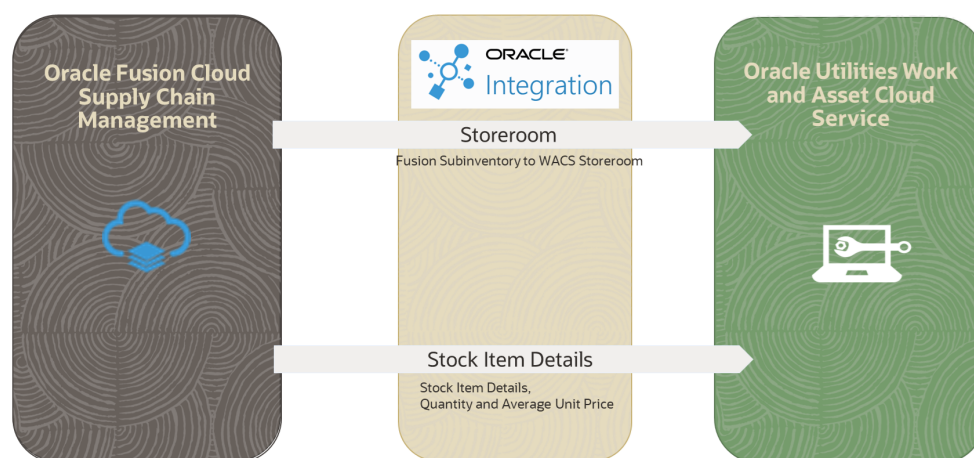 Oracle Fusion Cloud
Supply Chain
Management
ORACLE
Integration
Oracle Utilities Work
and Asset Cloud
Service
Storeroom
Fusion Subinventory to WACS Storeroom
Stock Item Details
Stock Item Details,
Quantity and Average Unit Price